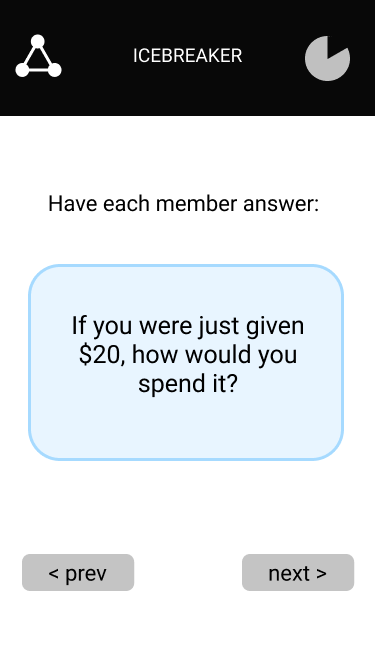 ICEBREAKER
Have each member answer:
If you were just given
$20, how would you
spend it?
< prev
next >